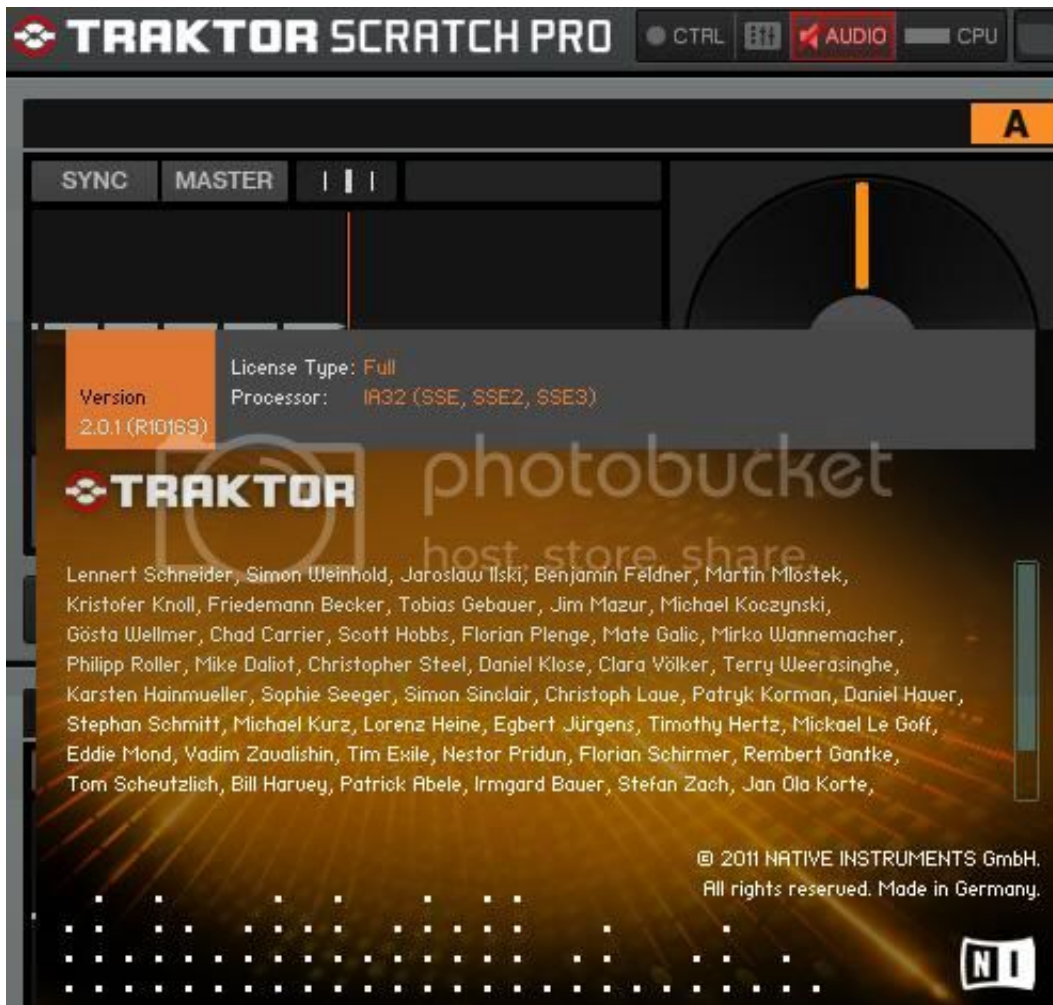 TRAKTOR SCRATCH PRO CTRL AUDIO CPU
A
SYNC MASTER
License Type: Full
Version Processor: IA32 (SSE, SSE2, SSE3)
2.0.1 (R10169)
photobucket
TRAKTOR
host. store. share.
Lennert Schneider, Simon Weinhold, Jaroslaw Ilski, Benjamin Feldner, Martin Mlostek,
Kristofer Knoll, Friedemann Becker, Tobias Gebauer, Jim Mazur, Michael Koczynski,
Gösta Wellmer, Chad Carrier, Scott Hobbs, Florian Plenge, Mate Galic, Mirko Wannemacher,
Philipp Roller, Mike Daliot, Christopher Steel, Daniel Klose, Clara Völker, Terry Weerasinghe,
Karsten Hainmueller, Sophie Seeger, Simon Sinclair, Christoph Laue, Patryk Korman, Daniel Haver,
Stephan Schmitt, Michael Kurz, Lorenz Heine, Egbert Jürgens, Timothy Hertz, Mickael Le Goff,
Eddie Mond, Vadim Zavalishin, Tim Exile, Nestor Pridun, Florian Schirmer, Rembert Gantke,
Tom Scheutzlich, Bill Harvey, Patrick Abele, Irmgard Bauer, Stefan Zach, Jan Ola Korte,
© 2011 NATIVE INSTRUMENTS GmbH.
All rights reserved. Made in Germany.
NI